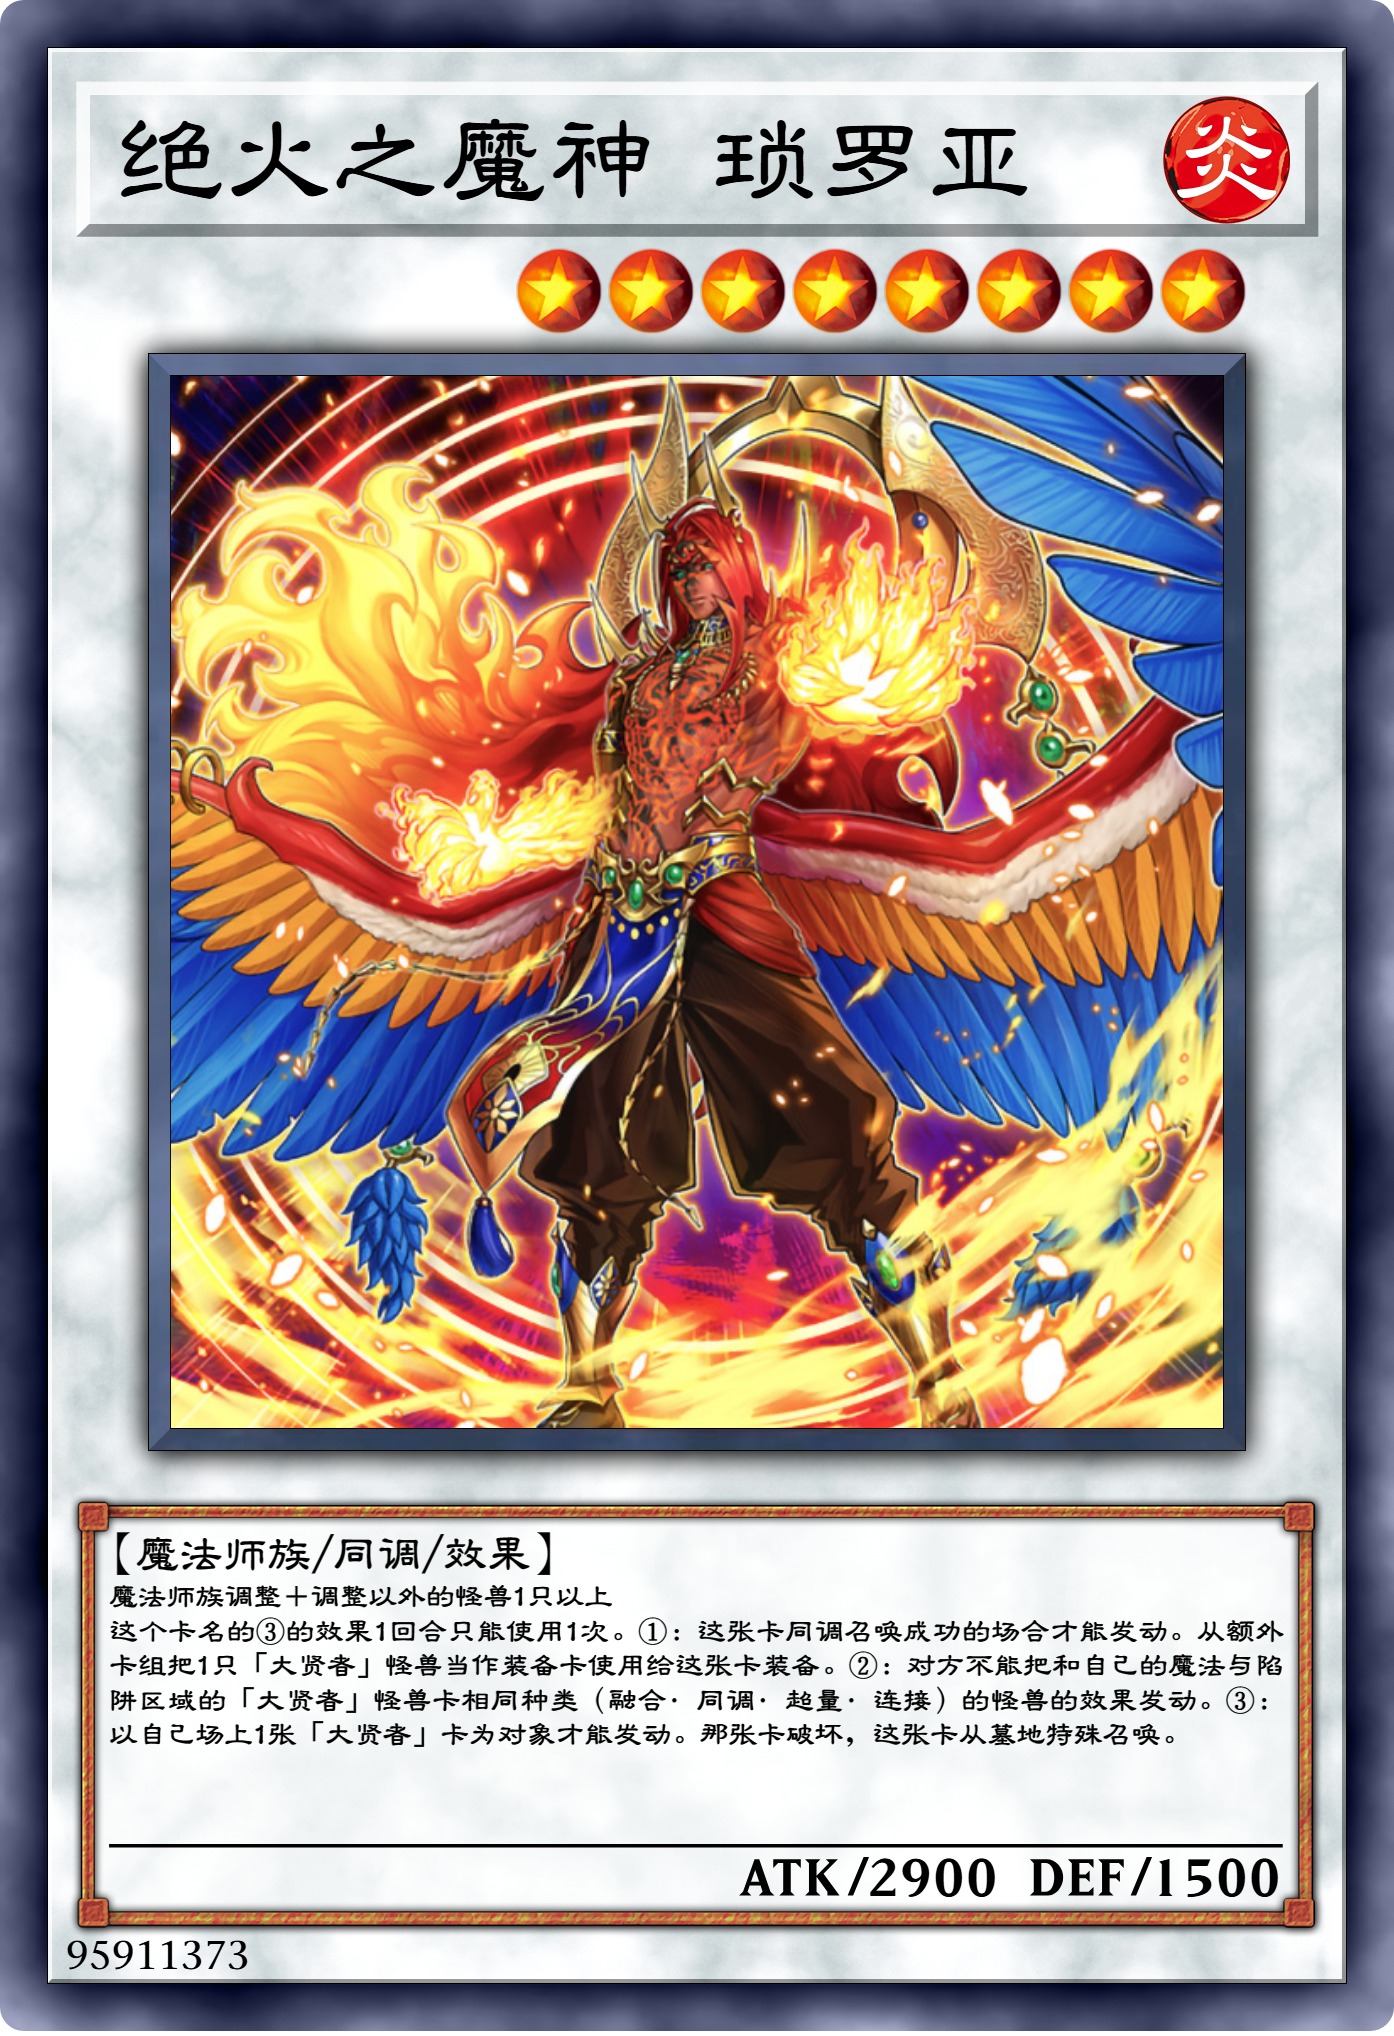 绝火之魔神 琐罗亚
炎
【魔法师族/同调/效果】
魔法师族调整＋调整以外的怪兽1只以上
这个卡名的③的效果1回合只能使用1次。①：这张卡同调召唤成功的场合才能发动。从额外
卡组把1只「大贤者」怪兽当作装备卡使用给这张卡装备。②：对方不能把和自己的魔法与陷
阱区域的「大贤者」怪兽卡相同种类（融合·同调·超量·连接）的怪兽的效果发动。③：
以自己场上1张「大贤者」卡为对象才能发动。那张卡破坏，这张卡从墓地特殊召唤。
ATK/2900 DEF/1500
95911373